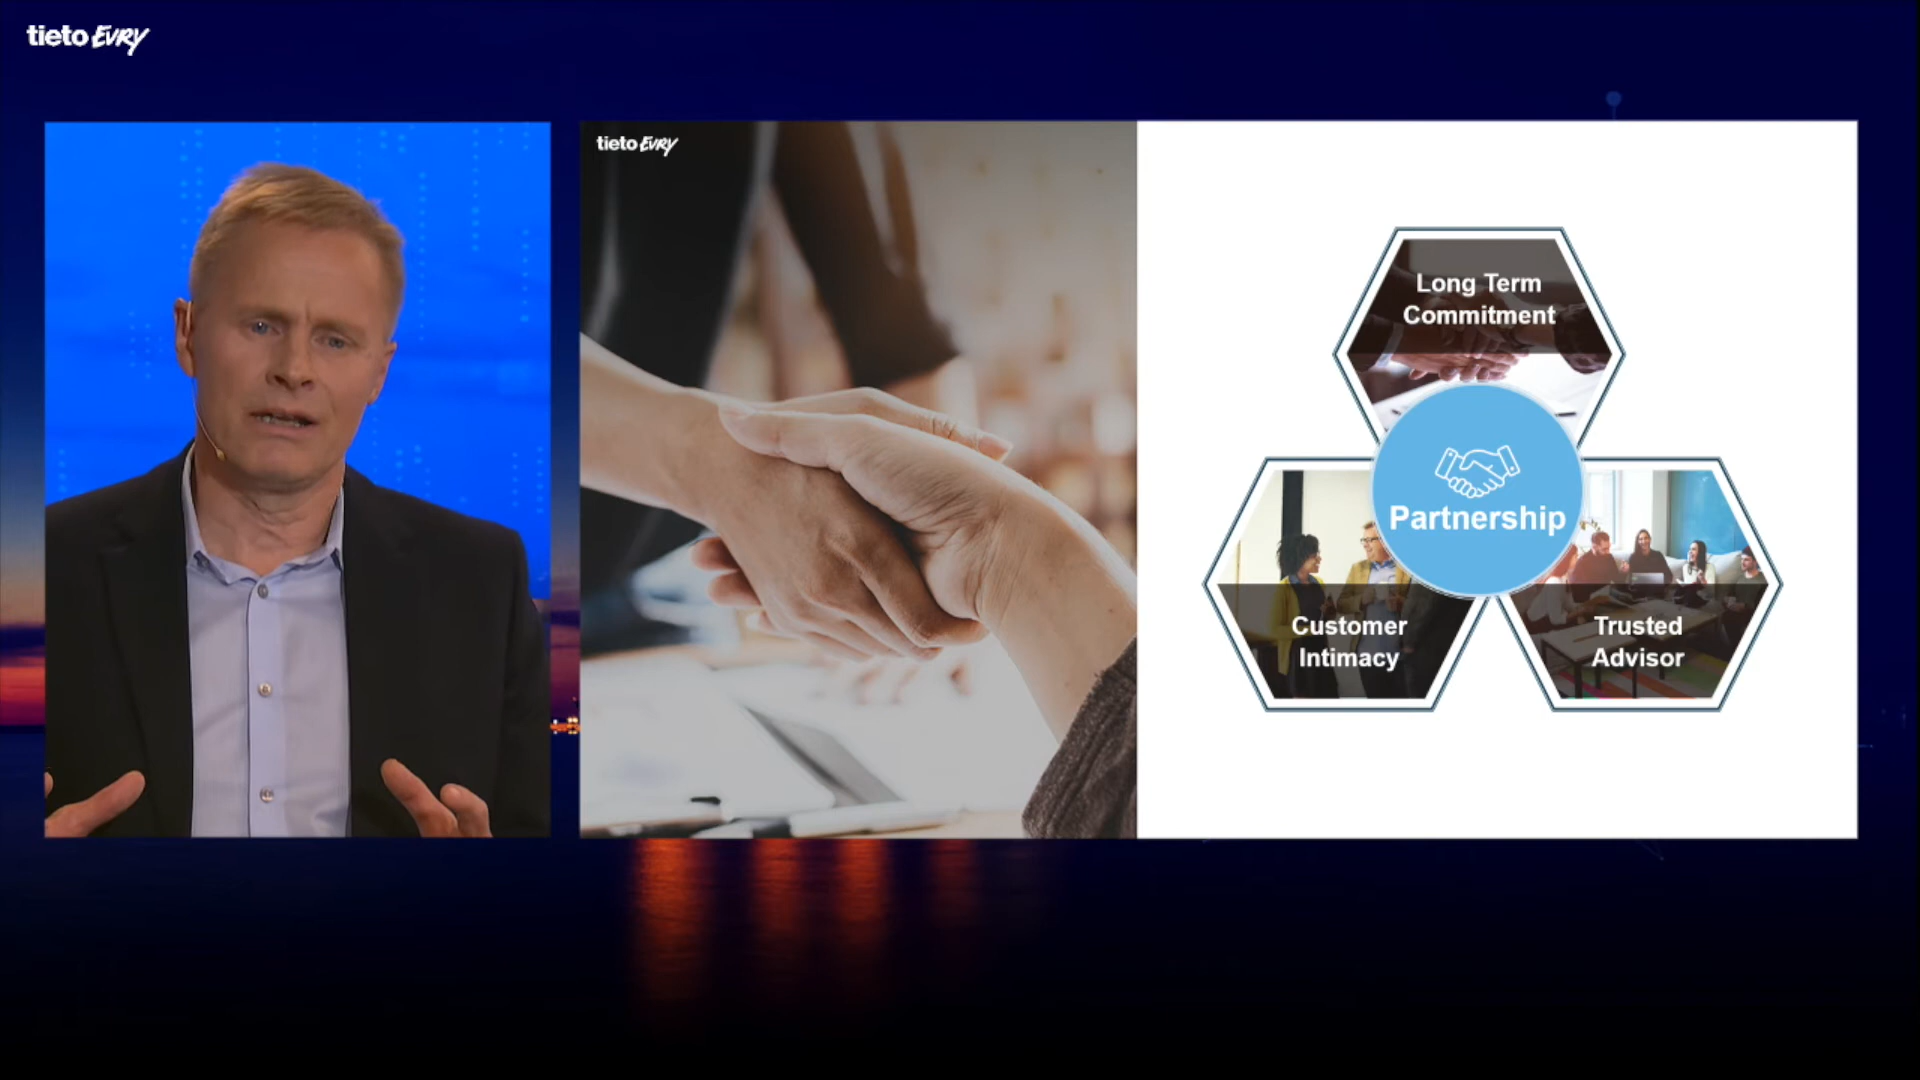 tieto EVRY
tieto EVRY
Long Term
Commitment
Partnership
Customer
Intimacy
Trusted
Advisor